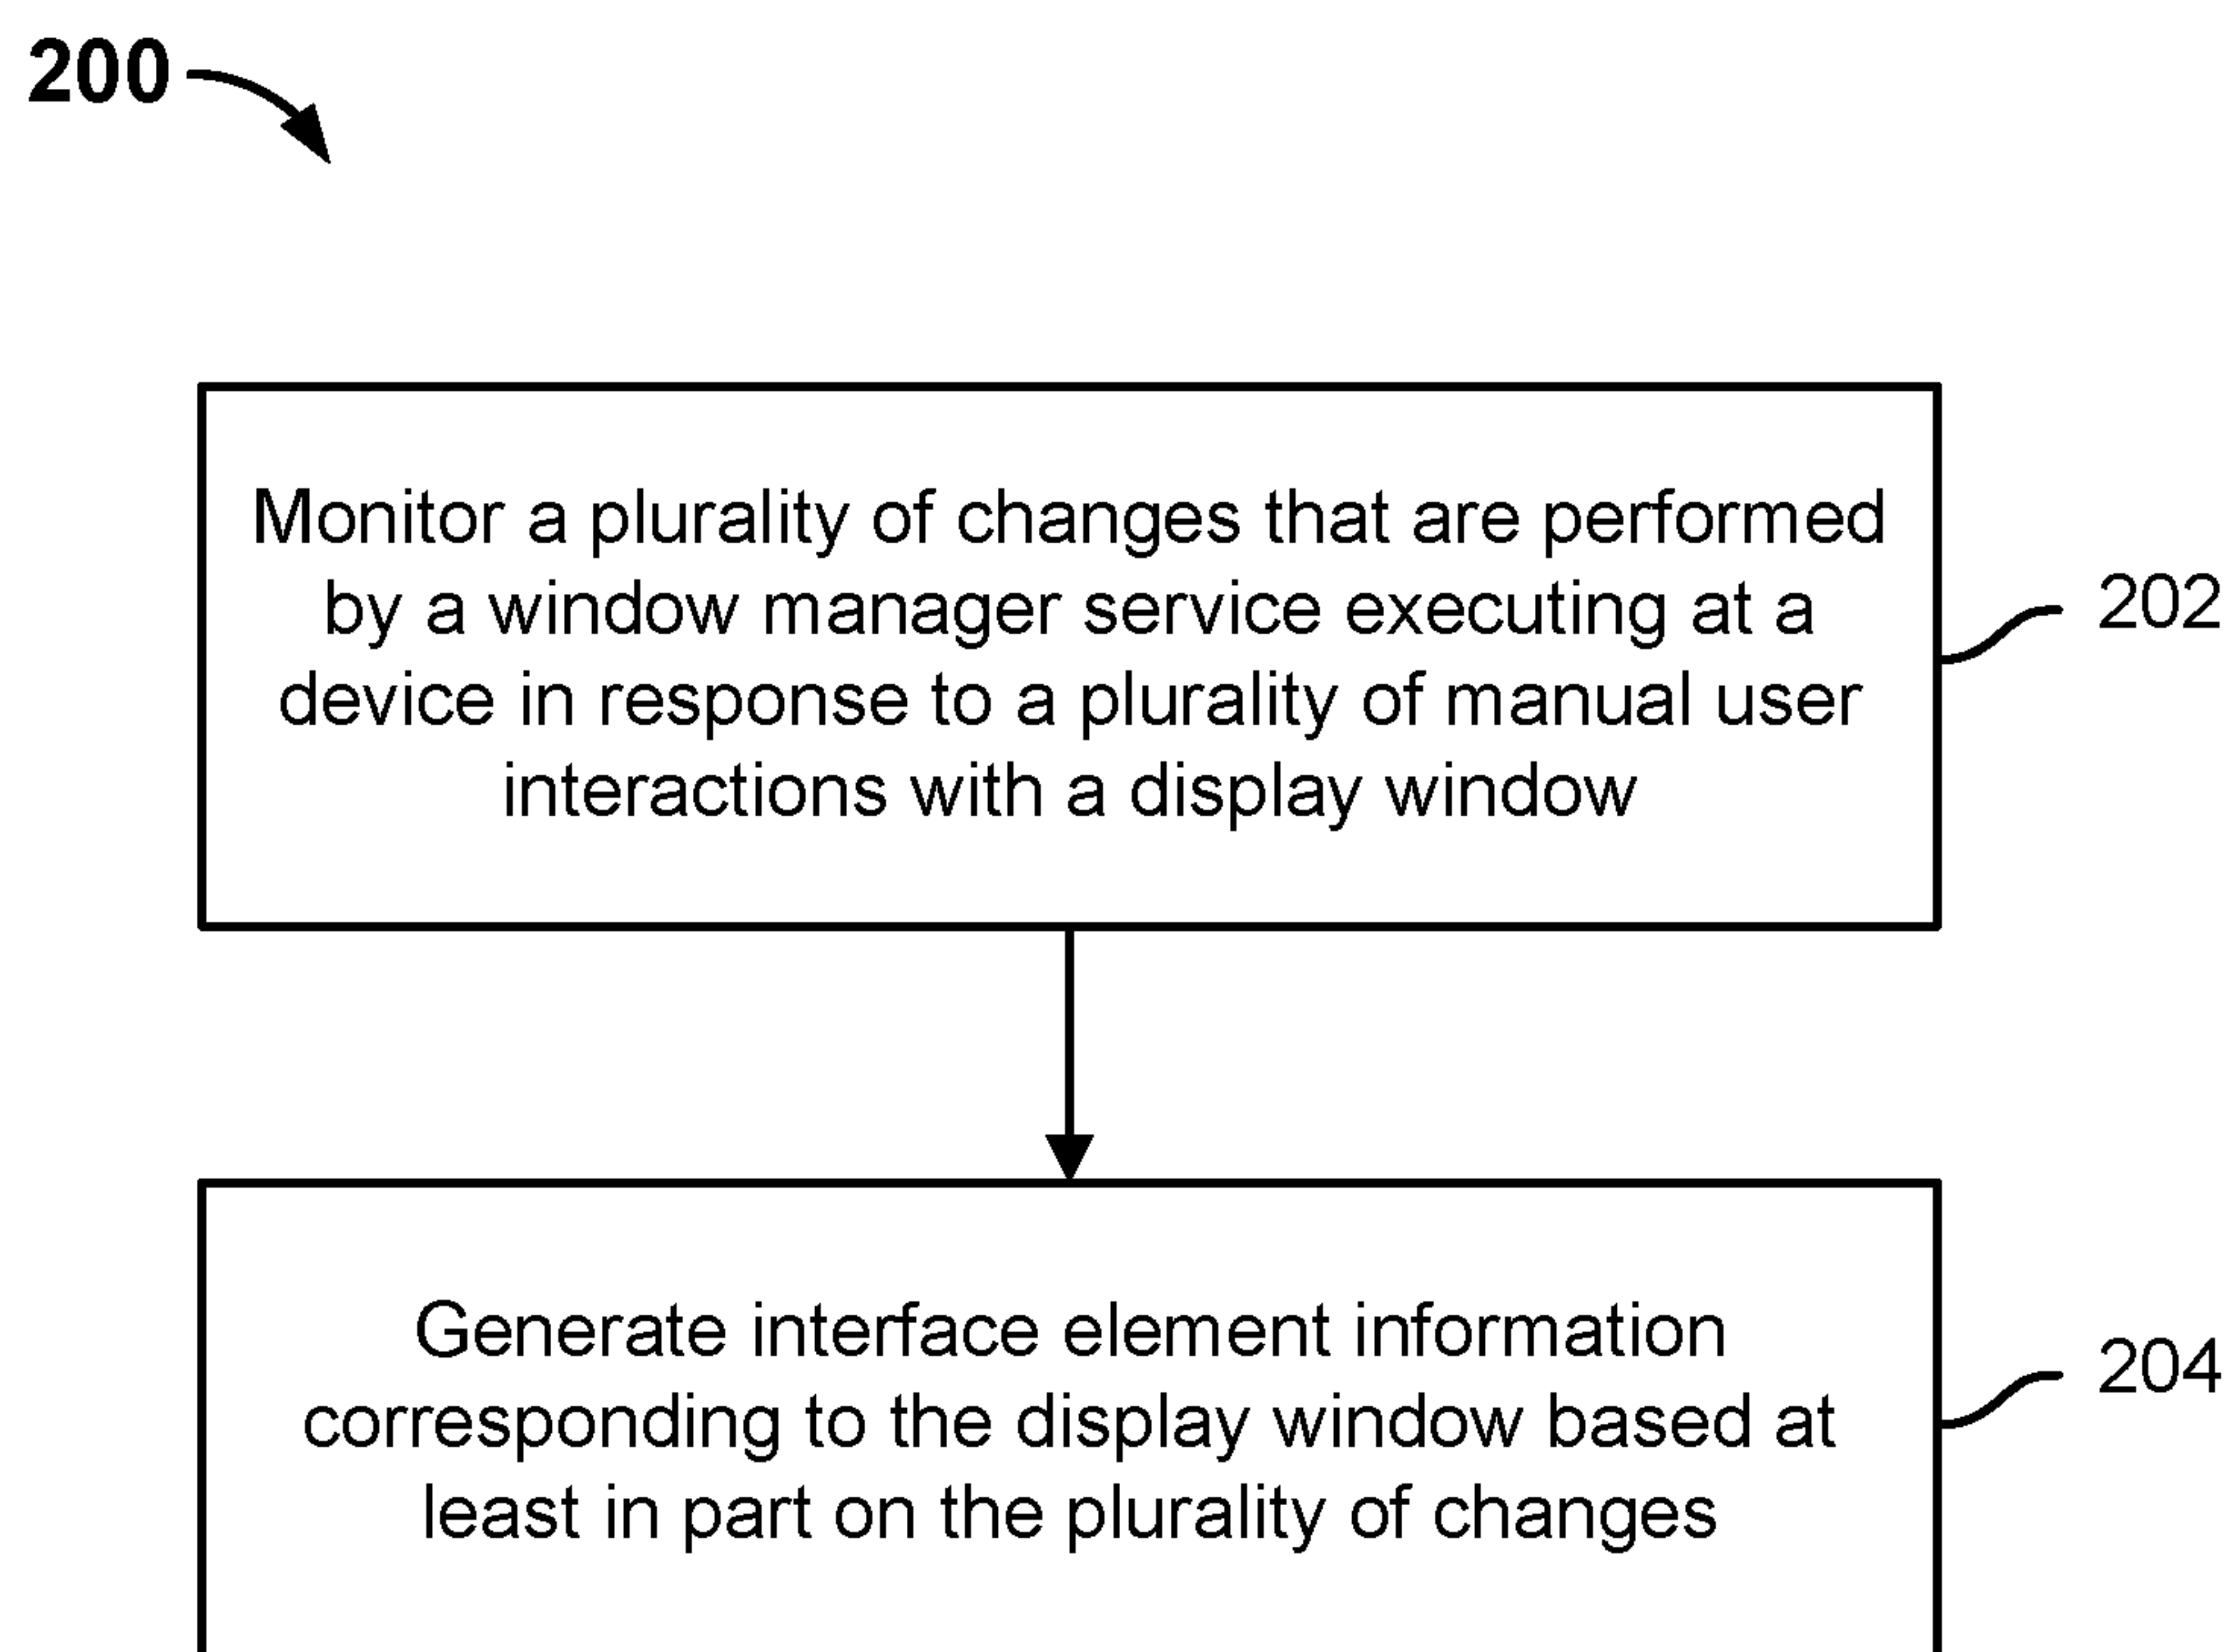 200
Monitor a plurality of changes that are performed
by a window manager service executing at a
device in response to a plurality of manual user
interactions with a display window
202
Generate interface element information
corresponding to the display window based at
least in part on the plurality of changes
204